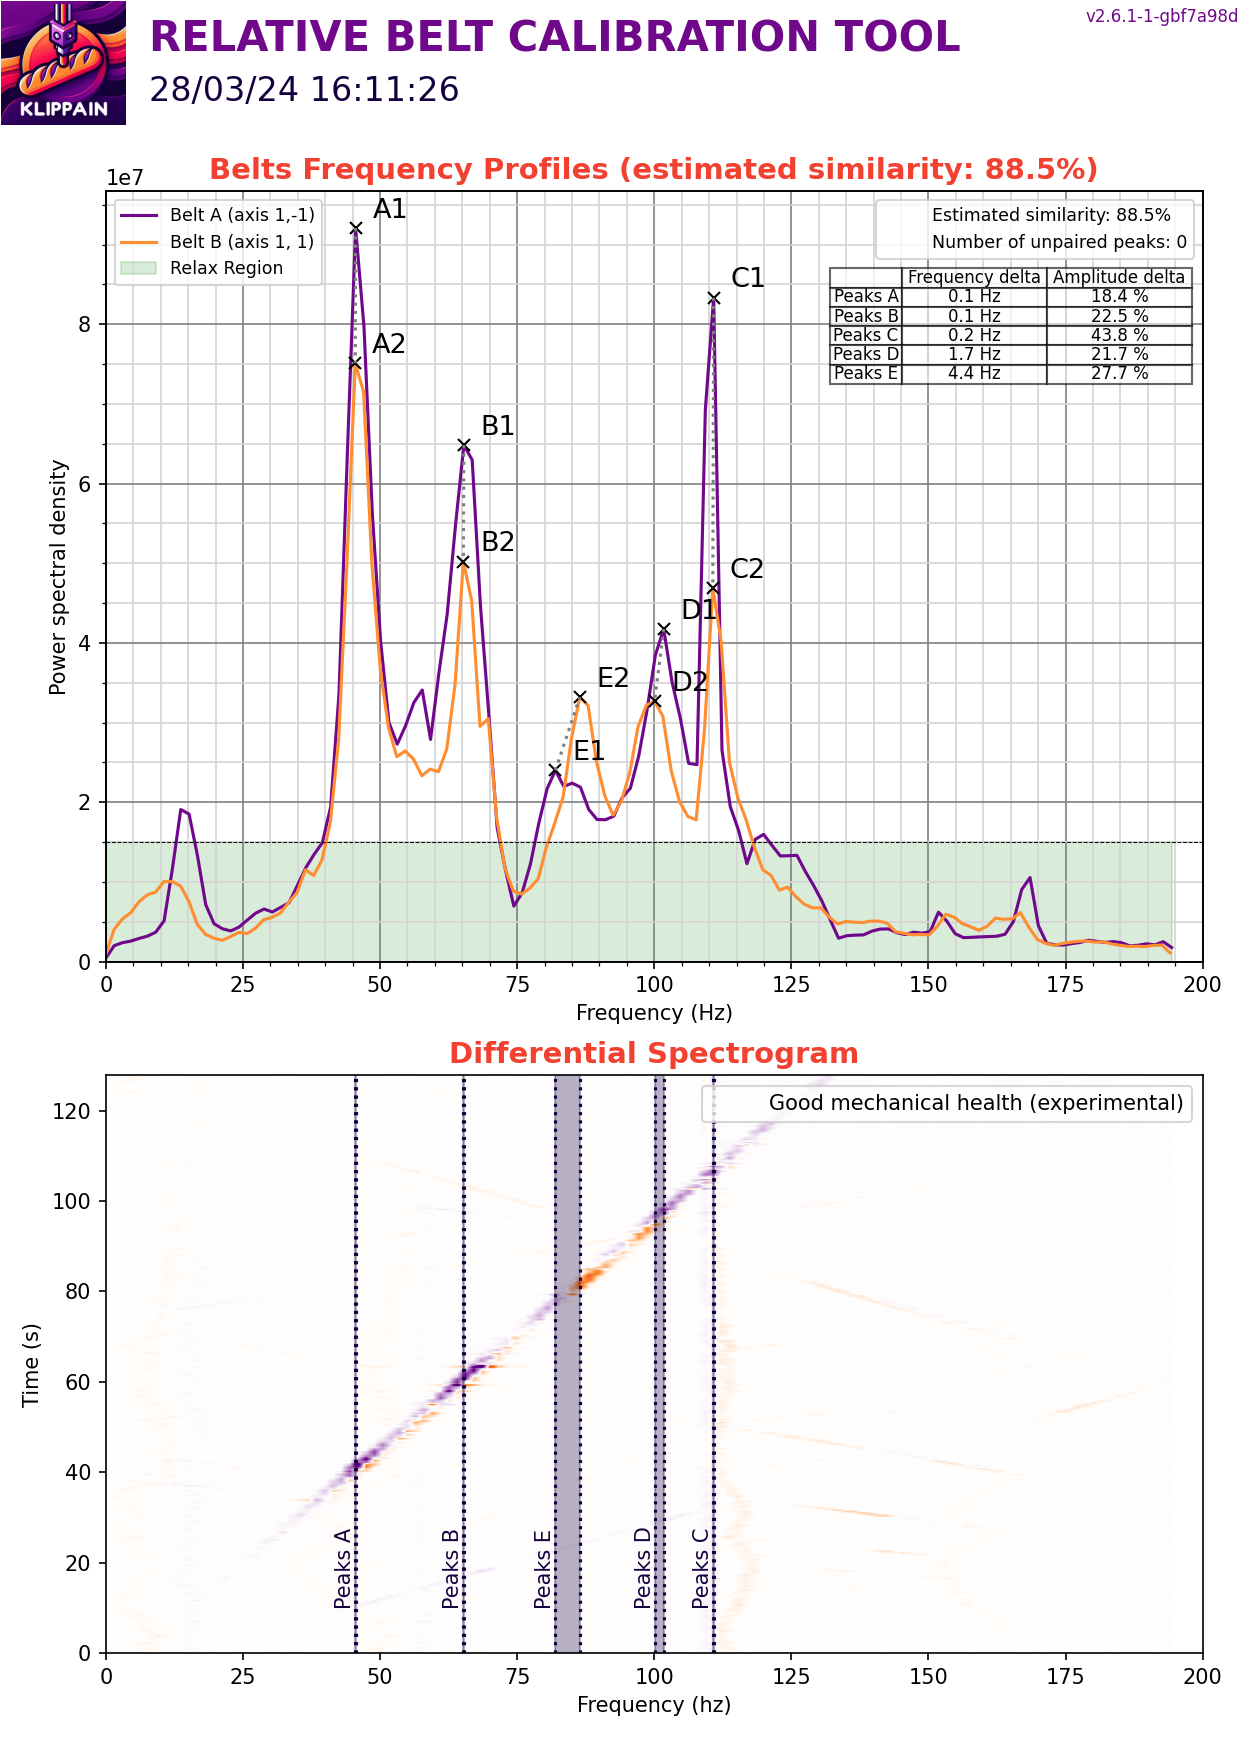 RELATIVE BELT CALIBRATION TOOL
v2.6.1-1-gbf7a98d
28/03/24 16:11:26
KLIPPAIN
Belts Frequency Profiles (estimated similarity: 88.5%)
1e7
Belt A (axis 1,-1)
Belt B (axis 1, 1)
Relax Region
Estimated similarity: 88.5%
Number of unpaired peaks: 0
Frequency delta Amplitude delta
Peaks A 0.1 Hz 18.4 %
Peaks B 0.1 Hz 22.5 %
Peaks C 0.2 Hz 43.8 %
Peaks D 1.7 Hz 21.7 %
Peaks E 4.4 Hz 27.7 %
A1
C1
A2
B1
B2
C2
D1
E2
D2
E1
Power spectral density
8
6
4
2
0
0 25 50 75 100 125 150 175 200
Frequency (Hz)
Differential Spectrogram
Good mechanical health (experimental)
Time (s)
120
100
80
60
40
20
0
Peaks A
Peaks B
Peaks E
Peaks D
Peaks C
0 25 50 75 100 125 150 175 200
Frequency (hz)